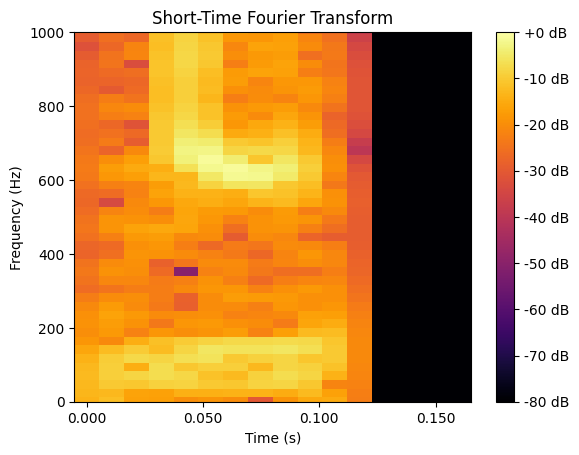 Short-Time Fourier Transform
1000
800
600
400
200
0
Frequency (Hz)
0.000
0.050
0.100
0.150
Time (s)
+0 dB
-10 dB
-20 dB
-30 dB
-40 dB
-50 dB
-60 dB
-70 dB
-80 dB